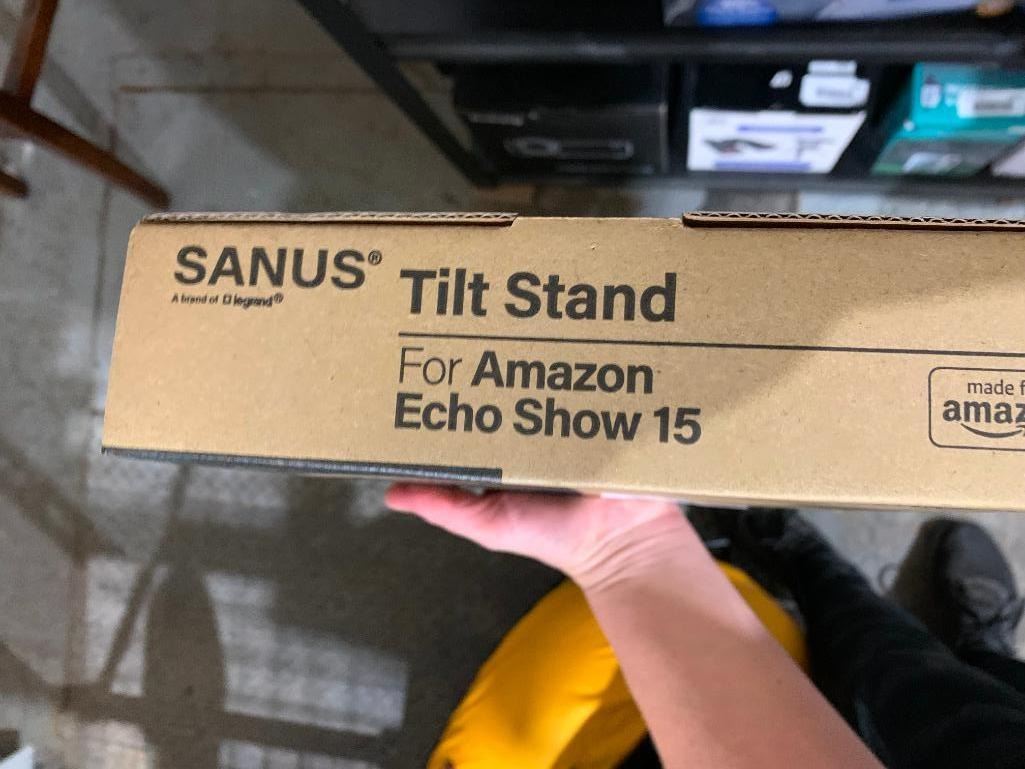 SANUS®
A brand of legrand®
Tilt Stand
For Amazon
Echo Show 15
made f
amaz